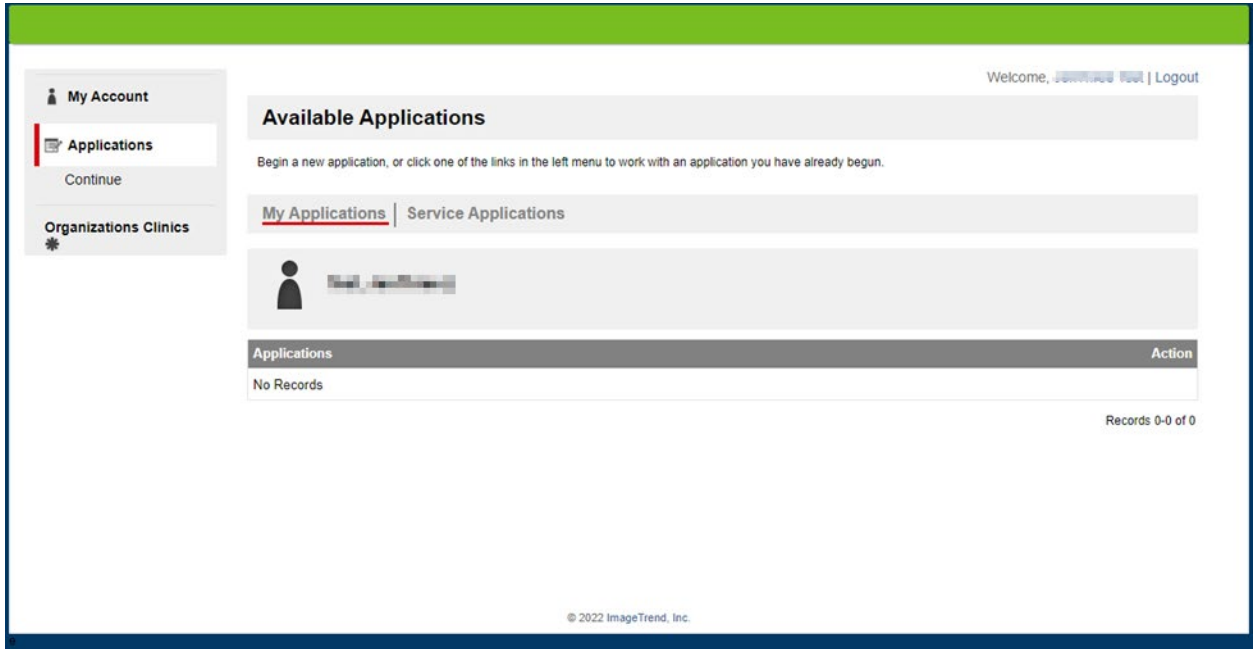 Welcome, | Logout
My Account
Applications
Continue
Organizations Clinics
Available Applications
Begin a new application, or click one of the links in the left menu to work with an application you have already begun.
My Applications | Service Applications
Applications Action
No Records
Records 0-0 of 0
© 2022 ImageTrend, Inc.